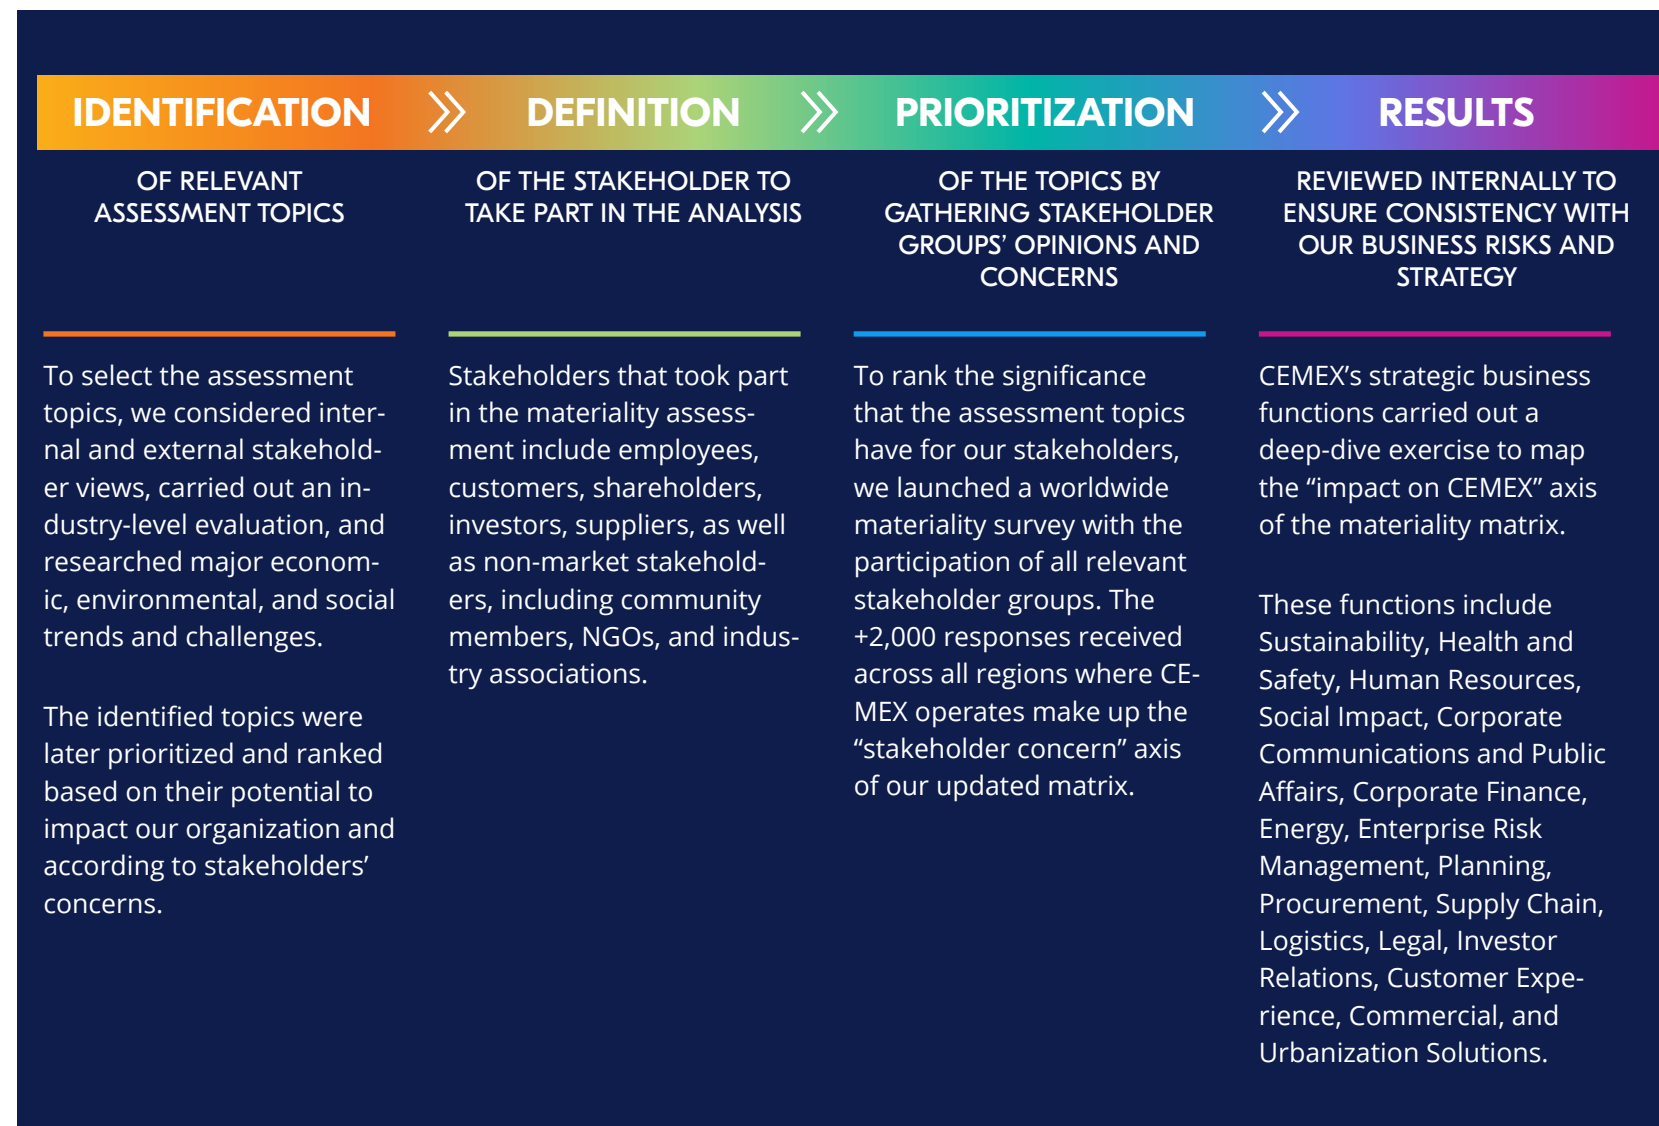 IDENTIFICATION
OF RELEVANT
ASSESSMENT TOPICS
To select the assessment
topics, we considered inter-
nal and external stakehold-
er views, carried out an in-
dustry-level evaluation, and
researched major econom-
ic, environmental, and social
trends and challenges.
The identified topics were
later prioritized and ranked
based on their potential to
impact our organization and
according to stakeholders’
concerns.
DEFINITION
OF THE STAKEHOLDER TO
TAKE PART IN THE ANALYSIS
Stakeholders that took part
in the materiality assess-
ment include employees,
customers, shareholders,
investors, suppliers, as well
as non-market stakehold-
ers, including community
members, NGOs, and indus-
try associations.
PRIORITIZATION
OF THE TOPICS BY
GATHERING STAKEHOLDER
GROUPS’ OPINIONS AND
CONCERNS
To rank the significance
that the assessment topics
have for our stakeholders,
we launched a worldwide
materiality survey with the
participation of all relevant
stakeholder groups. The
+2,000 responses received
across all regions where CE-
MEX operates make up the
“stakeholder concern” axis
of our updated matrix.
RESULTS
REVIEWED INTERNALLY TO
ENSURE CONSISTENCY WITH
OUR BUSINESS RISKS AND
STRATEGY
CEMEX’s strategic business
functions carried out a
deep-dive exercise to map
the “impact on CEMEX” axis
of the materiality matrix.
These functions include
Sustainability, Health and
Safety, Human Resources,
Social Impact, Corporate
Communications and Public
Affairs, Corporate Finance,
Energy, Enterprise Risk
Management, Planning,
Procurement, Supply Chain,
Logistics, Legal, Investor
Relations, Customer Expe-
rience, Commercial, and
Urbanization Solutions.